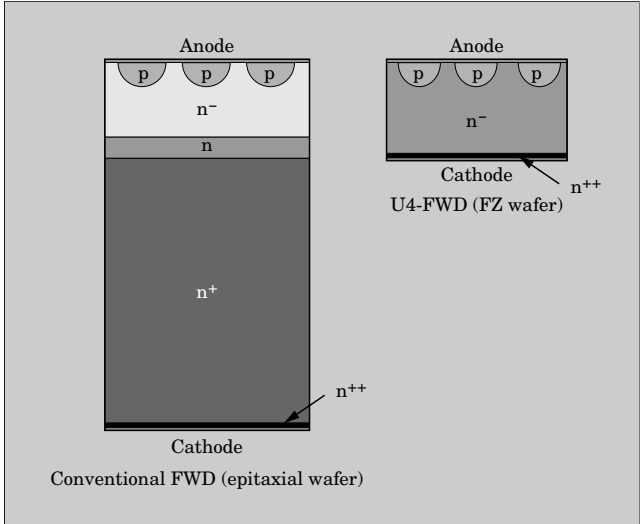 Anode
p p p
n⁻
n
n⁺
n⁺⁺
Cathode
Conventional FWD (epitaxial wafer)
Anode
p p p
n⁻
n⁺⁺
Cathode
U4-FWD (FZ wafer)